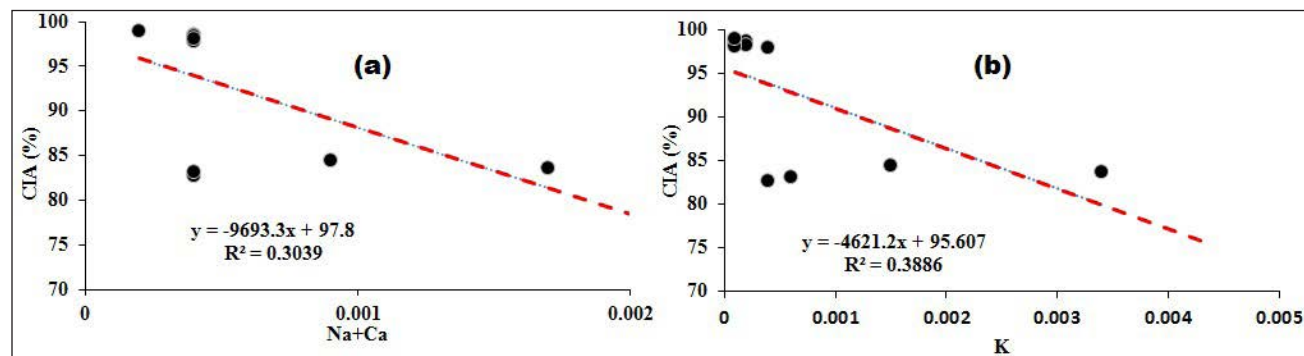 100
95
90
85
80
75
70
CIA (%)
(a)
y = -9693.3x + 97.8
R² = 0.3039
0
0.001
0.002
Na+Ca
100
95
90
85
80
75
70
CIA (%)
(b)
y = -4621.2x + 95.607
R² = 0.3886
0
0.001
0.002
0.003
0.004
0.005
K